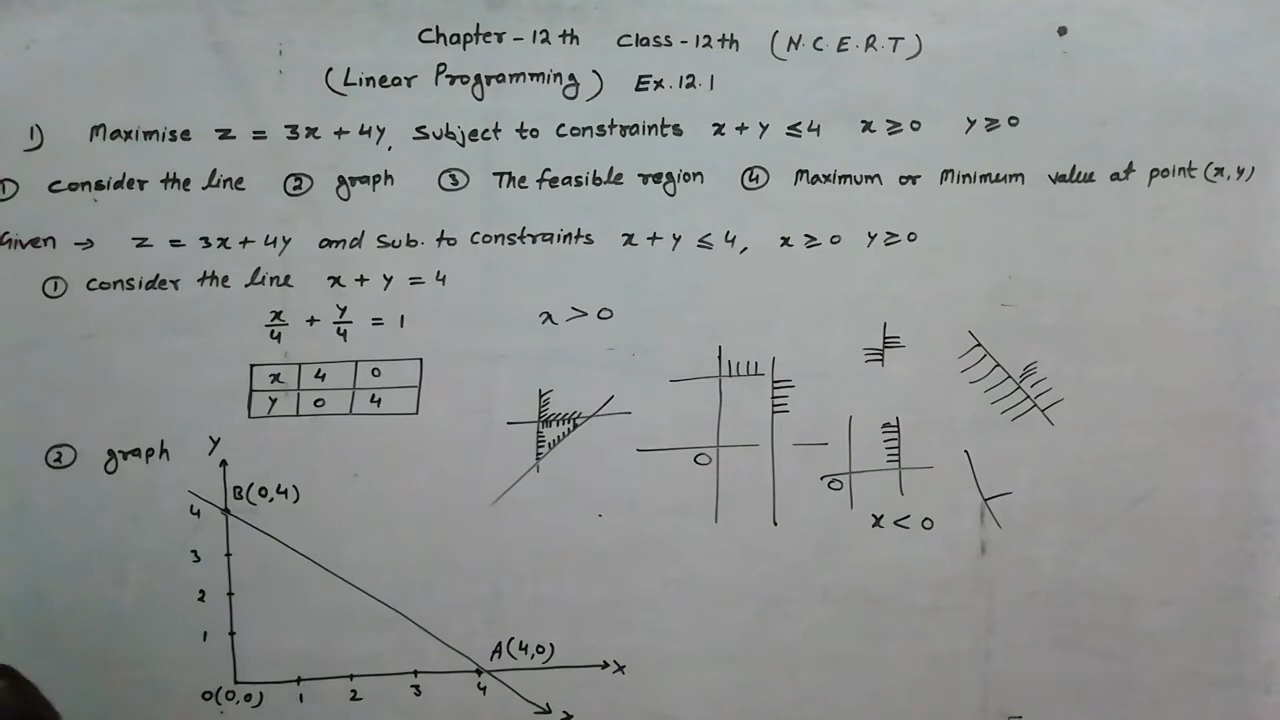 Chapter - 12th Class - 12th (N.C.E.R.T)
(Linear Programming) Ex. 12.1
1) Maximise z = 3x + 4y, Subject to constraints x + y ≤ 4 x ≥ 0 y ≥ 0
① consider the line ② graph ③ The feasible region ④ Maximum or Minimum value at point (x, y)
Given → z = 3x + 4y and Sub. to constraints x + y ≤ 4, x ≥ 0 y ≥ 0
① consider the line x + y = 4
x/4 + y/4 = 1
x > 0
x 4 0
y 0 4
② graph
Y
B(0,4)
4
3
2
1
O(0,0) 1 2 3 4
A(4,0)
X
O
O
x < 0